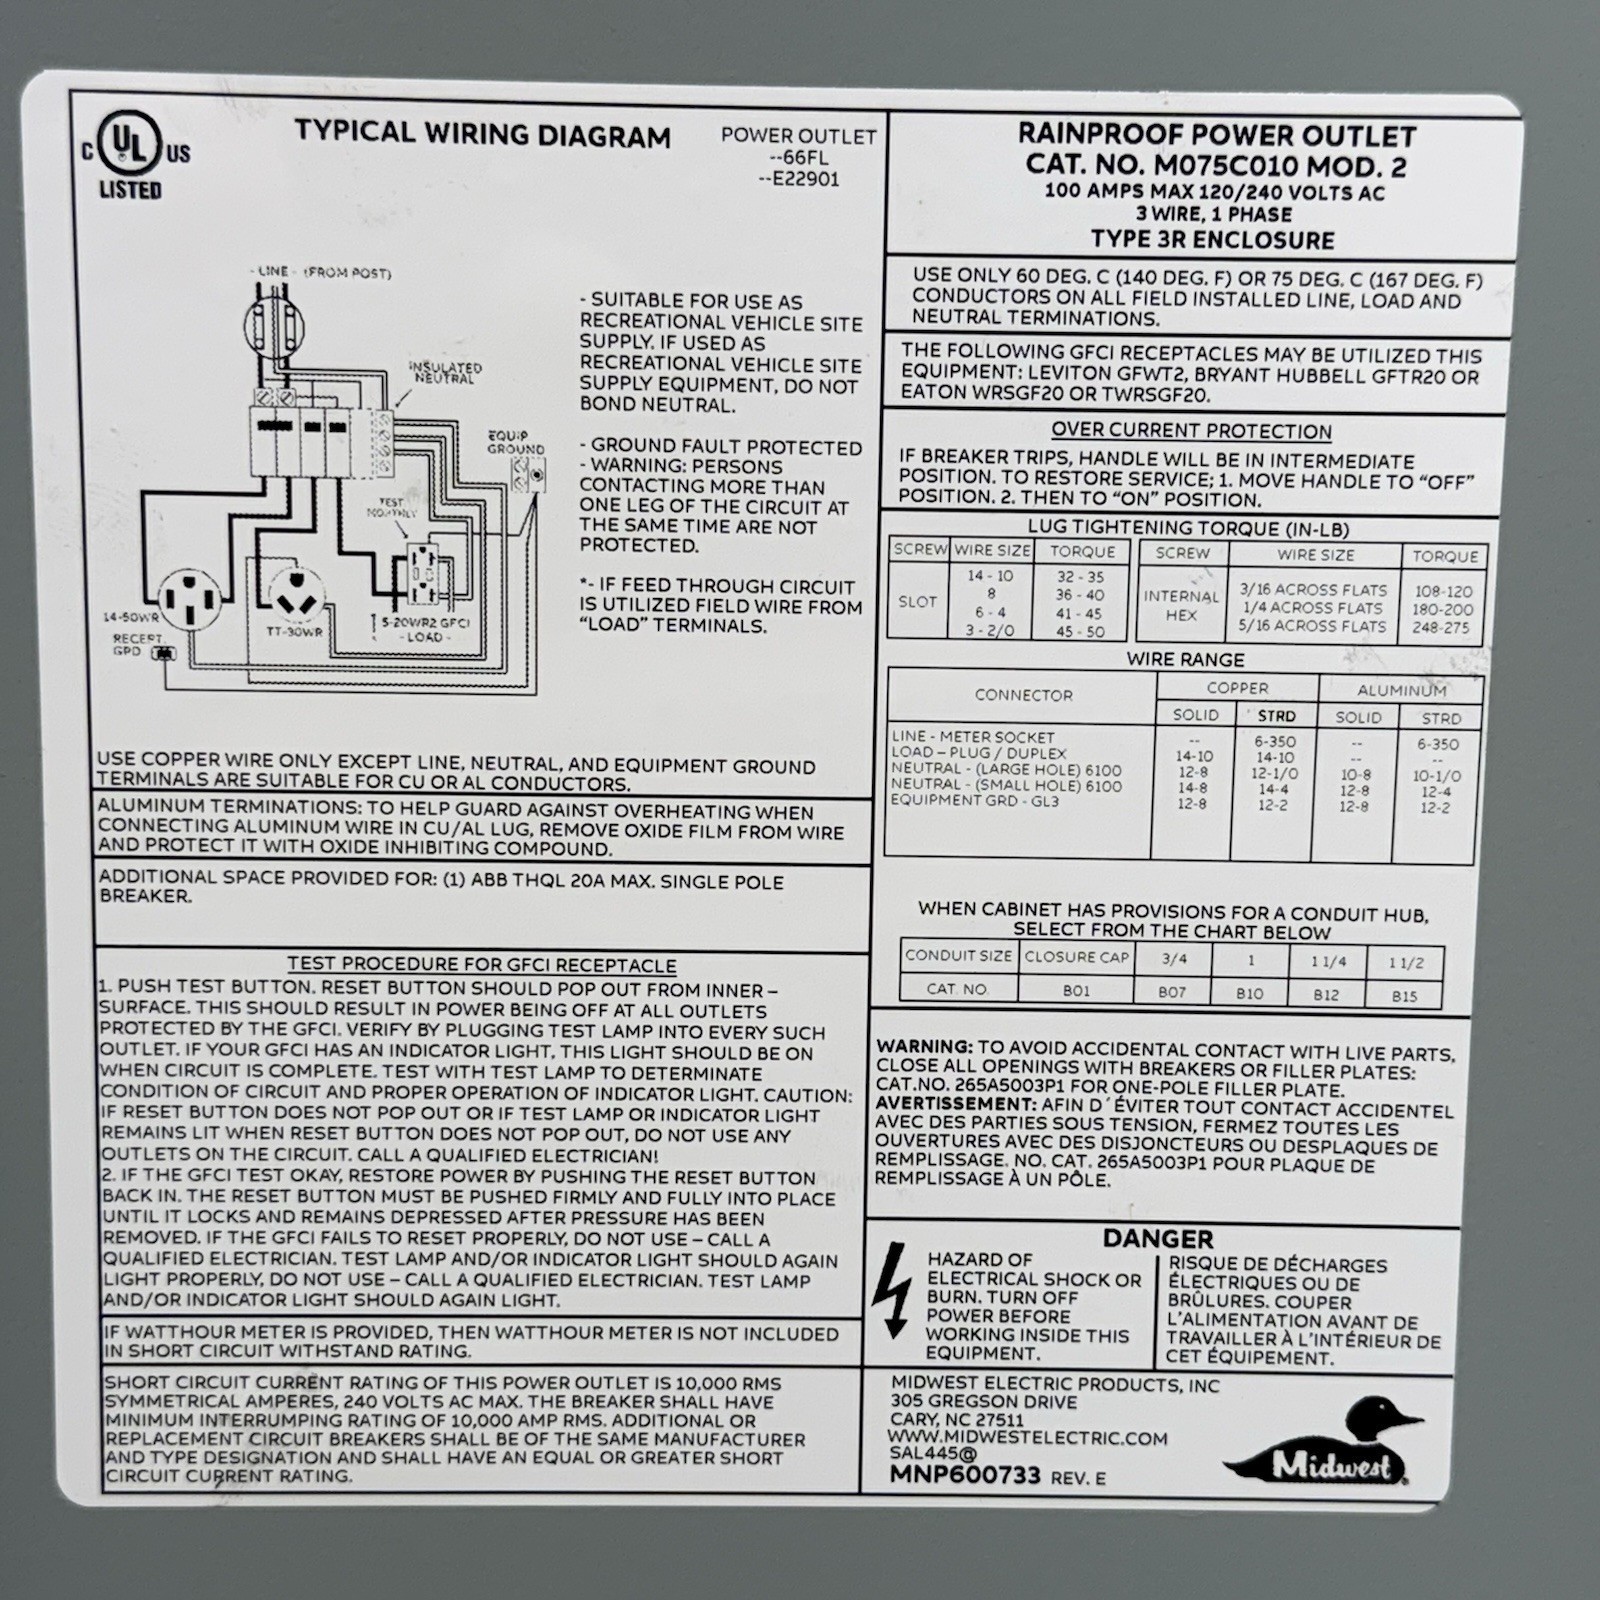 C UL US
LISTED
TYPICAL WIRING DIAGRAM
POWER OUTLET
--66FL
--E22901
- LINE - (FROM POST)
INSULATED
NEUTRAL
EQUIP
GROUND
TEST
MONTHLY
14-50WR
RECEPT.
GPD
TT-30WR
5-20WR2 GFCI
- LOAD -
- SUITABLE FOR USE AS
RECREATIONAL VEHICLE SITE
SUPPLY. IF USED AS
RECREATIONAL VEHICLE SITE
SUPPLY EQUIPMENT, DO NOT
BOND NEUTRAL.
- GROUND FAULT PROTECTED
- WARNING: PERSONS
CONTACTING MORE THAN
ONE LEG OF THE CIRCUIT AT
THE SAME TIME ARE NOT
PROTECTED.
*- IF FEED THROUGH CIRCUIT
IS UTILIZED FIELD WIRE FROM
“LOAD” TERMINALS.
USE COPPER WIRE ONLY EXCEPT LINE, NEUTRAL, AND EQUIPMENT GROUND
TERMINALS ARE SUITABLE FOR CU OR AL CONDUCTORS.
ALUMINUM TERMINATIONS: TO HELP GUARD AGAINST OVERHEATING WHEN
CONNECTING ALUMINUM WIRE IN CU/AL LUG, REMOVE OXIDE FILM FROM WIRE
AND PROTECT IT WITH OXIDE INHIBITING COMPOUND.
ADDITIONAL SPACE PROVIDED FOR: (1) ABB THQL 20A MAX. SINGLE POLE
BREAKER.
TEST PROCEDURE FOR GFCI RECEPTACLE
1. PUSH TEST BUTTON. RESET BUTTON SHOULD POP OUT FROM INNER –
SURFACE. THIS SHOULD RESULT IN POWER BEING OFF AT ALL OUTLETS
PROTECTED BY THE GFCI. VERIFY BY PLUGGING TEST LAMP INTO EVERY SUCH
OUTLET. IF YOUR GFCI HAS AN INDICATOR LIGHT, THIS LIGHT SHOULD BE ON
WHEN CIRCUIT IS COMPLETE. TEST WITH TEST LAMP TO DETERMINATE
CONDITION OF CIRCUIT AND PROPER OPERATION OF INDICATOR LIGHT. CAUTION:
IF RESET BUTTON DOES NOT POP OUT OR IF TEST LAMP OR INDICATOR LIGHT
REMAINS LIT WHEN RESET BUTTON DOES NOT POP OUT, DO NOT USE ANY
OUTLETS ON THE CIRCUIT. CALL A QUALIFIED ELECTRICIAN!
2. IF THE GFCI TEST OKAY, RESTORE POWER BY PUSHING THE RESET BUTTON
BACK IN. THE RESET BUTTON MUST BE PUSHED FIRMLY AND FULLY INTO PLACE
UNTIL IT LOCKS AND REMAINS DEPRESSED AFTER PRESSURE HAS BEEN
REMOVED. IF THE GFCI FAILS TO RESET PROPERLY, DO NOT USE – CALL A
QUALIFIED ELECTRICIAN. TEST LAMP AND/OR INDICATOR LIGHT SHOULD AGAIN
LIGHT PROPERLY, DO NOT USE – CALL A QUALIFIED ELECTRICIAN. TEST LAMP
AND/OR INDICATOR LIGHT SHOULD AGAIN LIGHT.
IF WATTHOUR METER IS PROVIDED, THEN WATTHOUR METER IS NOT INCLUDED
IN SHORT CIRCUIT WITHSTAND RATING.
SHORT CIRCUIT CURRENT RATING OF THIS POWER OUTLET IS 10,000 RMS
SYMMETRICAL AMPERES, 240 VOLTS AC MAX. THE BREAKER SHALL HAVE
MINIMUM INTERRUMPING RATING OF 10,000 AMP RMS. ADDITIONAL OR
REPLACEMENT CIRCUIT BREAKERS SHALL BE OF THE SAME MANUFACTURER
AND TYPE DESIGNATION AND SHALL HAVE AN EQUAL OR GREATER SHORT
CIRCUIT CURRENT RATING.
RAINPROOF POWER OUTLET
CAT. NO. M075C010 MOD. 2
100 AMPS MAX 120/240 VOLTS AC
3 WIRE, 1 PHASE
TYPE 3R ENCLOSURE
USE ONLY 60 DEG. C (140 DEG. F) OR 75 DEG. C (167 DEG. F)
CONDUCTORS ON ALL FIELD INSTALLED LINE, LOAD AND
NEUTRAL TERMINATIONS.
THE FOLLOWING GFCI RECEPTACLES MAY BE UTILIZED THIS
EQUIPMENT: LEVITON GFWT2, BRYANT HUBBELL GFTR20 OR
EATON WRSGF20 OR TWRSGF20.
OVER CURRENT PROTECTION
IF BREAKER TRIPS, HANDLE WILL BE IN INTERMEDIATE
POSITION. TO RESTORE SERVICE; 1. MOVE HANDLE TO “OFF”
POSITION. 2. THEN TO “ON” POSITION.
LUG TIGHTENING TORQUE (IN-LB)
SCREW WIRE SIZE TORQUE SCREW WIRE SIZE TORQUE
SLOT
14 - 10 32 - 35
8 36 - 40
6 - 4 41 - 45
3 - 2/0 45 - 50
INTERNAL
HEX
3/16 ACROSS FLATS 108-120
1/4 ACROSS FLATS 180-200
5/16 ACROSS FLATS 248-275
WIRE RANGE
CONNECTOR COPPER ALUMINUM
SOLID STRD SOLID STRD
LINE - METER SOCKET -- 6-350 -- 6-350
LOAD – PLUG / DUPLEX 14-10 14-10 -- --
NEUTRAL - (LARGE HOLE) 6100 12-8 12-1/0 10-8 10-1/0
NEUTRAL - (SMALL HOLE) 6100 14-8 14-4 12-8 12-4
EQUIPMENT GRD - GL3 12-8 12-2 12-8 12-2
WHEN CABINET HAS PROVISIONS FOR A CONDUIT HUB,
SELECT FROM THE CHART BELOW
CONDUIT SIZE CLOSURE CAP 3/4 1 1 1/4 1 1/2
CAT. NO. B01 B07 B10 B12 B15
WARNING: TO AVOID ACCIDENTAL CONTACT WITH LIVE PARTS,
CLOSE ALL OPENINGS WITH BREAKERS OR FILLER PLATES:
CAT.NO. 265A5003P1 FOR ONE-POLE FILLER PLATE.
AVERTISSEMENT: AFIN D´ÉVITER TOUT CONTACT ACCIDENTEL
AVEC DES PARTIES SOUS TENSION, FERMEZ TOUTES LES
OUVERTURES AVEC DES DISJONCTEURS OU DESPLAQUES DE
REMPLISSAGE. NO. CAT. 265A5003P1 POUR PLAQUE DE
REMPLISSAGE À UN PÔLE.
DANGER
HAZARD OF
ELECTRICAL SHOCK OR
BURN. TURN OFF
POWER BEFORE
WORKING INSIDE THIS
EQUIPMENT.
RISQUE DE DÉCHARGES
ÉLECTRIQUES OU DE
BRÛLURES. COUPER
L'ALIMENTATION AVANT DE
TRAVAILLER À L'INTÉRIEUR DE
CET ÉQUIPEMENT.
MIDWEST ELECTRIC PRODUCTS, INC
305 GREGSON DRIVE
CARY, NC 27511
WWW.MIDWESTELECTRIC.COM
SAL445@
MNP600733 REV. E
Midwest